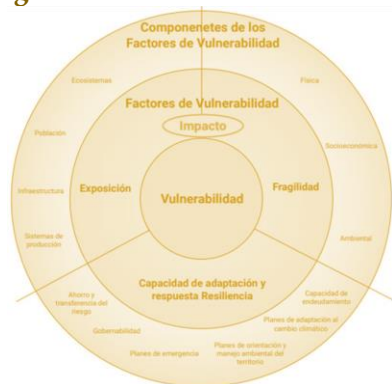 Componenetes de los
Factores de Vulnerabilidad
Ecosistemas
Física
Factores de Vulnerabilidad
Impacto
Población
Socioeconómica
Infraestructura
Exposición
Vulnerabilidad
Fragilidad
Sistemas de
producción
Ambiental
Capacidad de adaptación y
respuesta Resiliencia
Ahorro y
transferencia del
riesgo
Capacidad de
endeudamiento
Gobernabilidad
Planes de adaptación al
cambio climático
Planes de emergencia
Planes de orientación y
manejo ambiental del
territorio